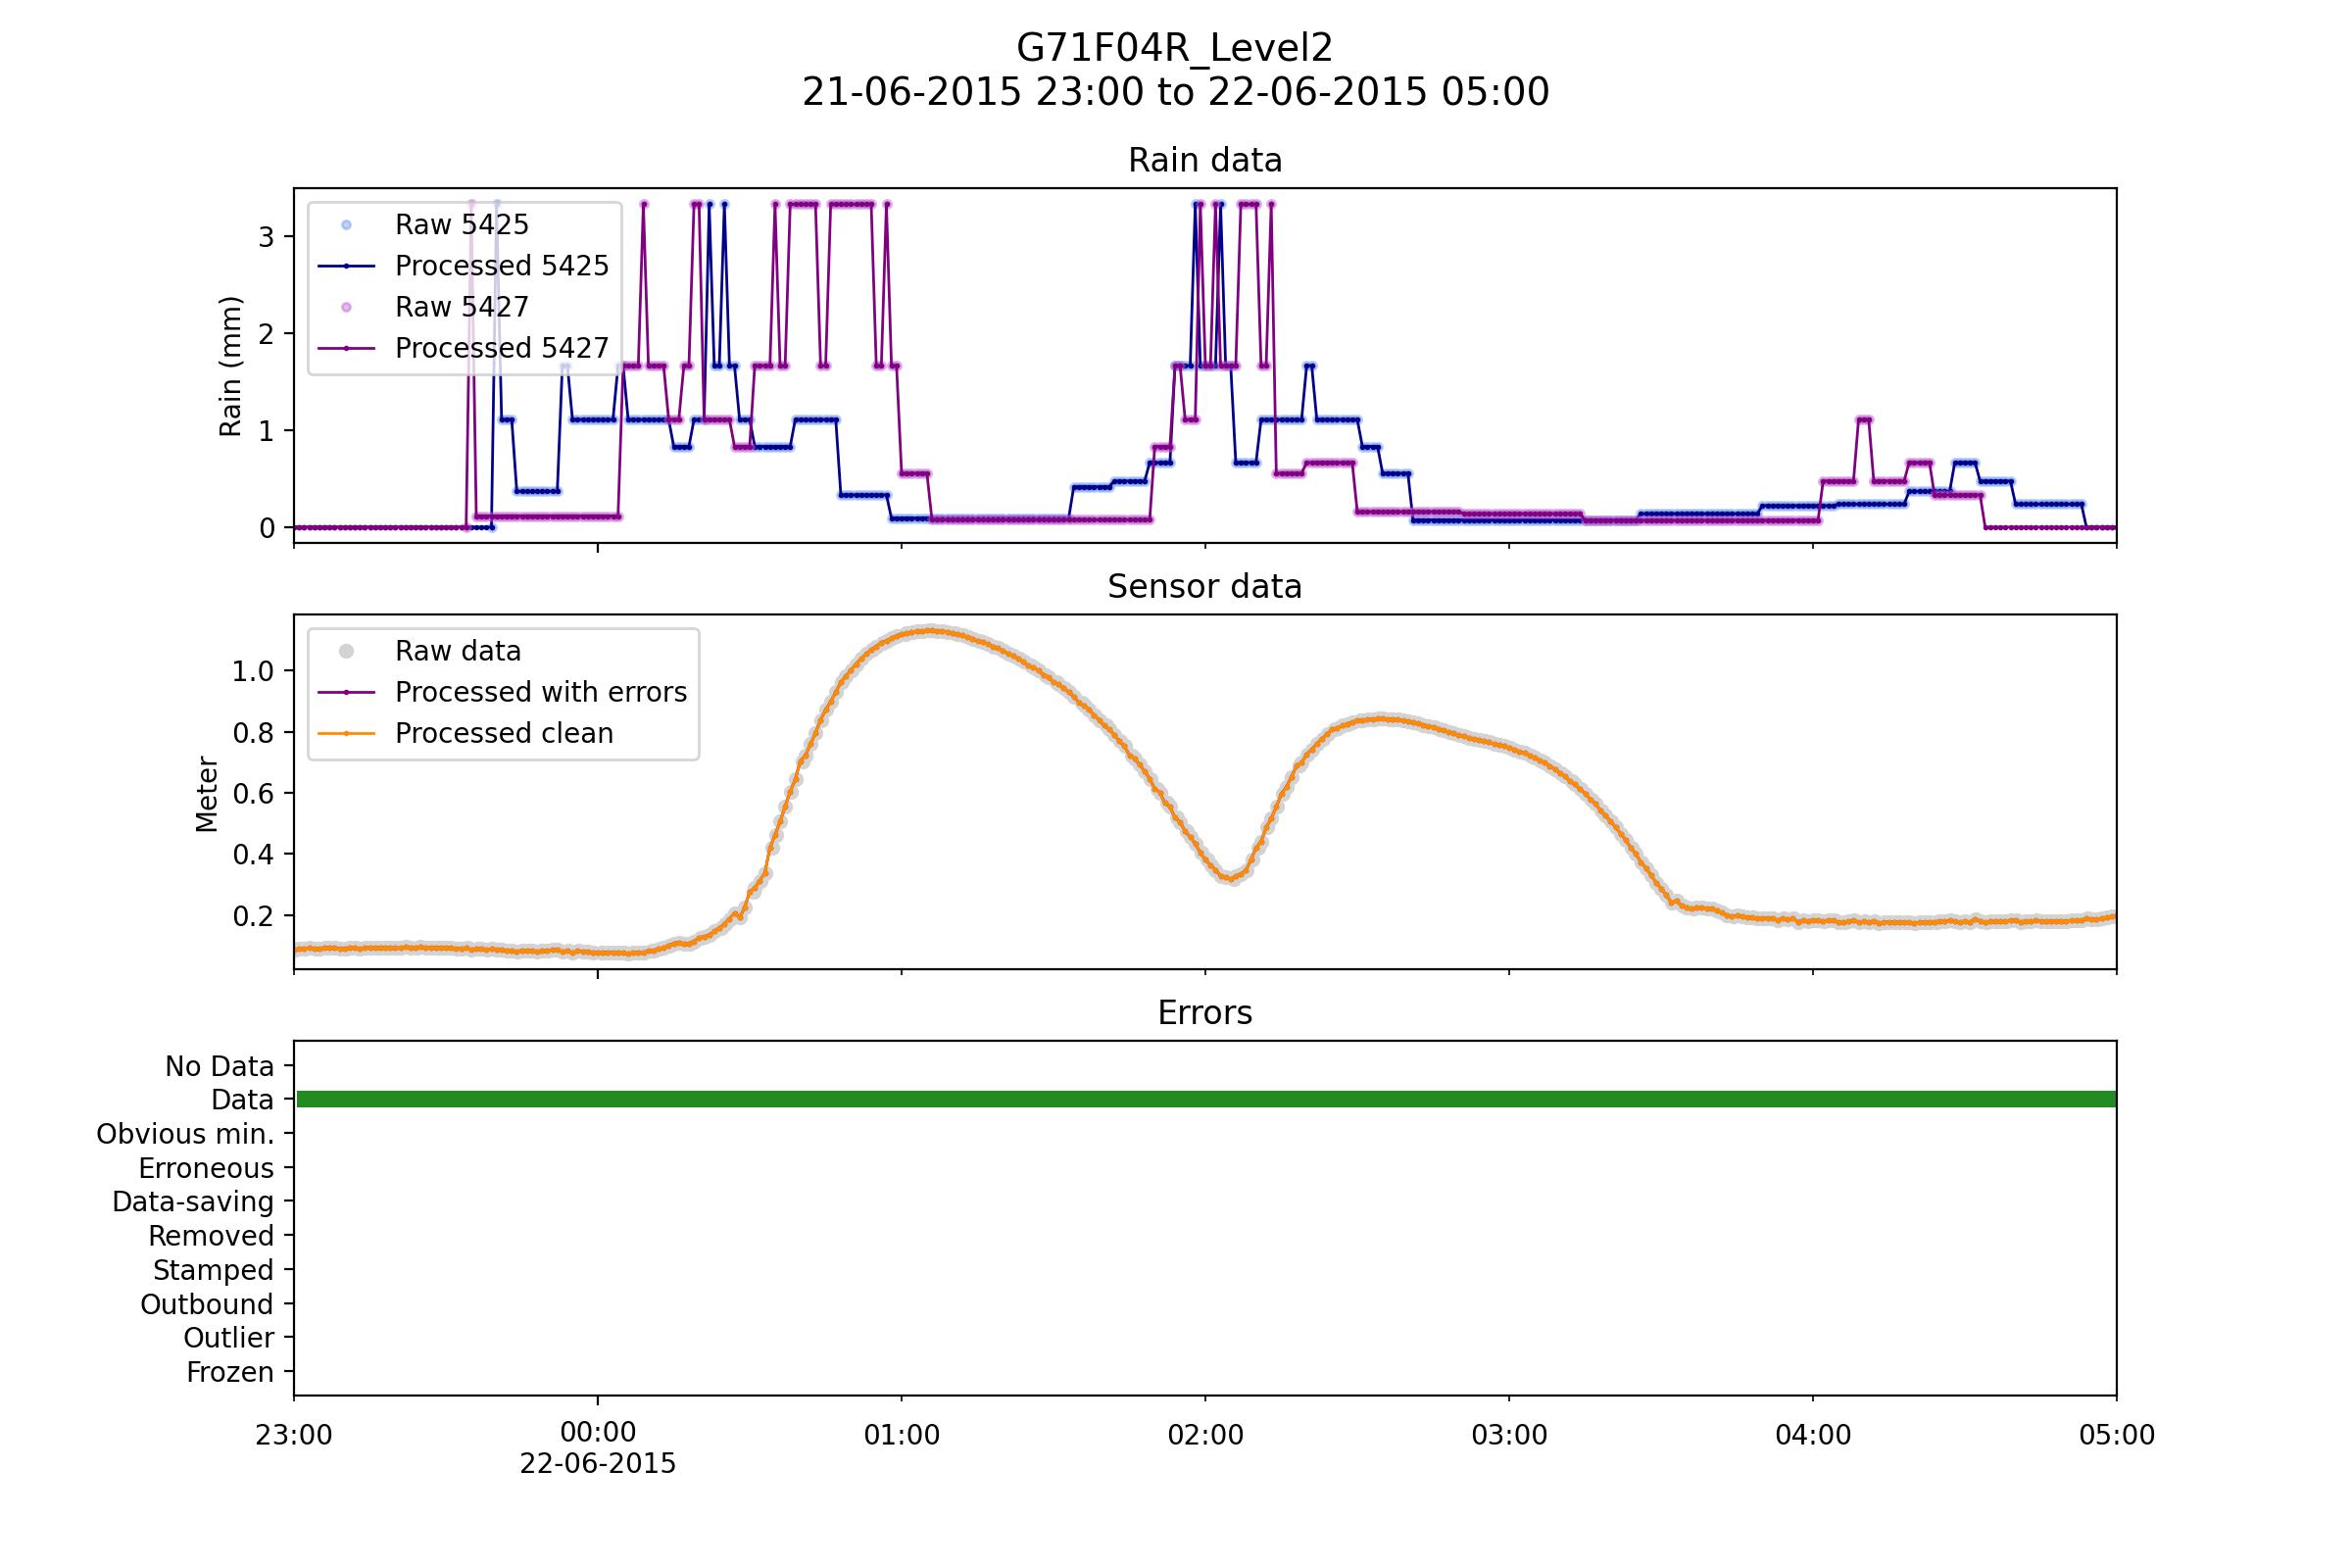 G71F04R_Level2
21-06-2015 23:00 to 22-06-2015 05:00
Rain data
Rain (mm)
3
2
1
0
Raw 5425
Processed 5425
Raw 5427
Processed 5427
Sensor data
Meter
1.0
0.8
0.6
0.4
0.2
Raw data
Processed with errors
Processed clean
Errors
No Data
Data
Obvious min.
Erroneous
Data-saving
Removed
Stamped
Outbound
Outlier
Frozen
23:00 00:00 01:00 02:00 03:00 04:00 05:00
22-06-2015